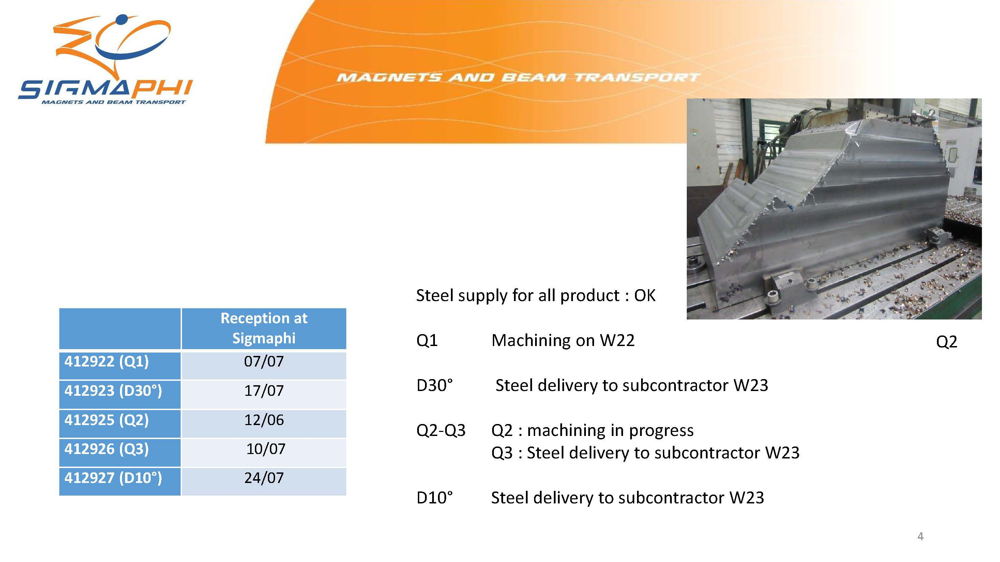 SIGMAPHI
MAGNETS AND BEAM TRANSPORT
MAGNETS AND BEAM TRANSPORT
Steel supply for all product : OK
Reception at
Sigmaphi
412922 (Q1) 07/07
412923 (D30°) 17/07
412925 (Q2) 12/06
412926 (Q3) 10/07
412927 (D10°) 24/07
Q1 Machining on W22
Q2
D30° Steel delivery to subcontractor W23
Q2-Q3 Q2 : machining in progress
Q3 : Steel delivery to subcontractor W23
D10° Steel delivery to subcontractor W23
4